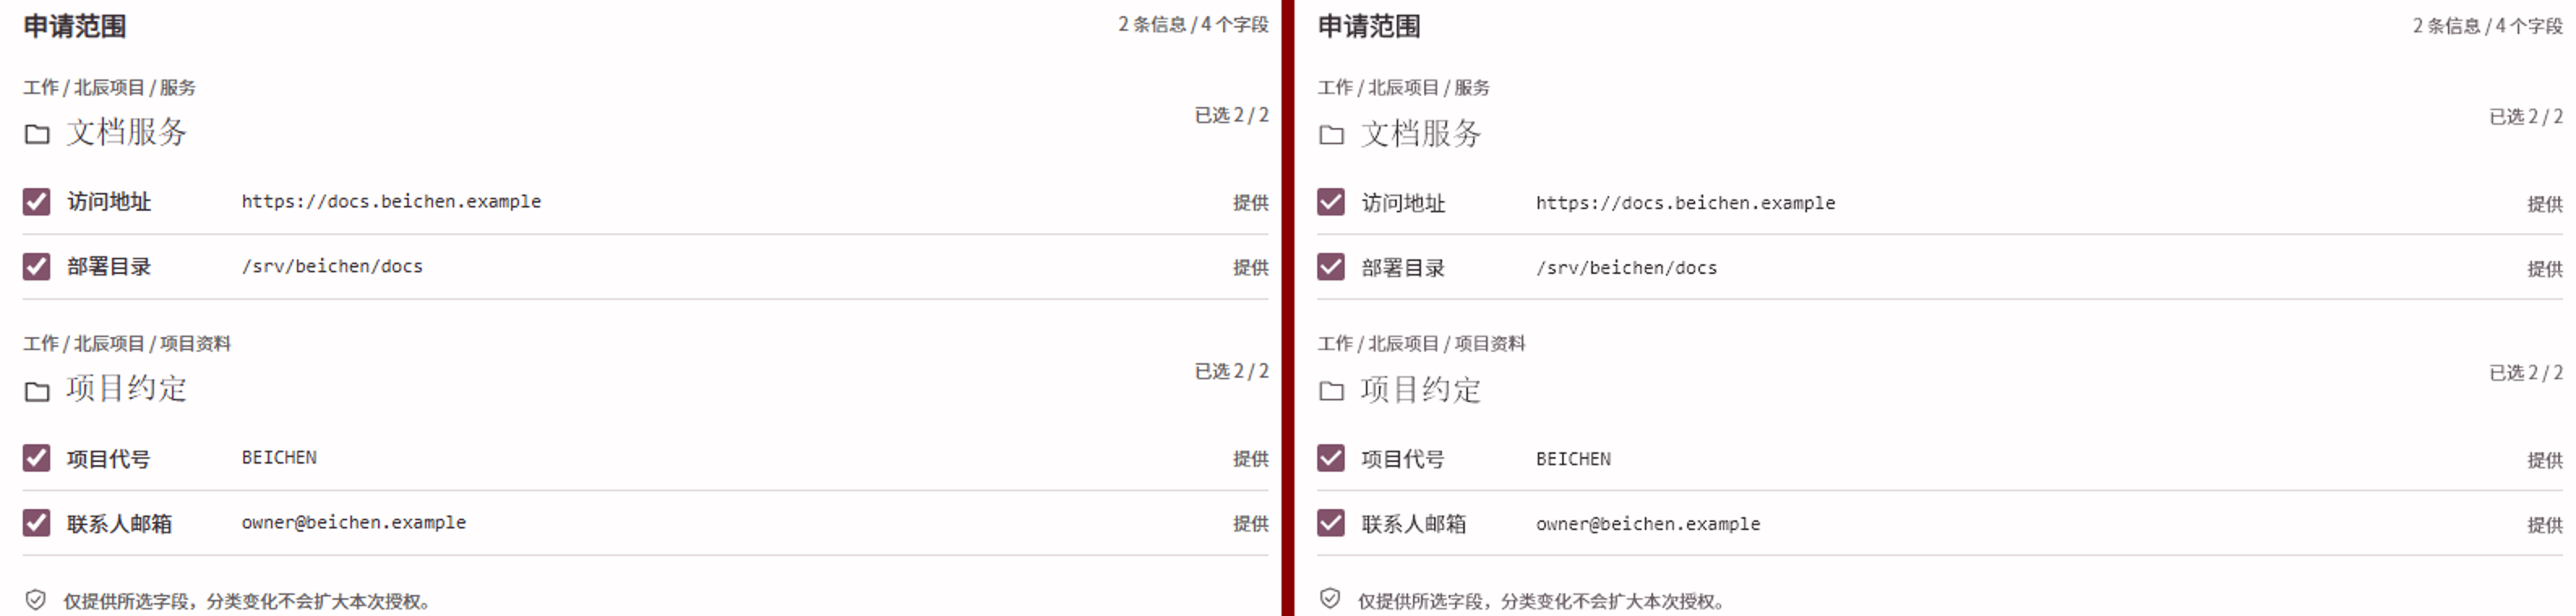 申请范围
2 条信息 / 4 个字段
工作 / 北辰项目 / 服务
已选 2 / 2
文档服务
访问地址 https://docs.beichen.example 提供
部署目录 /srv/beichen/docs 提供
工作 / 北辰项目 / 项目资料
已选 2 / 2
项目约定
项目代号 BEICHEN 提供
联系人邮箱 owner@beichen.example 提供
仅提供所选字段，分类变化不会扩大本次授权。
申请范围
2 条信息 / 4 个字段
工作 / 北辰项目 / 服务
已选 2 / 2
文档服务
访问地址 https://docs.beichen.example 提供
部署目录 /srv/beichen/docs 提供
工作 / 北辰项目 / 项目资料
已选 2 / 2
项目约定
项目代号 BEICHEN 提供
联系人邮箱 owner@beichen.example 提供
仅提供所选字段，分类变化不会扩大本次授权。